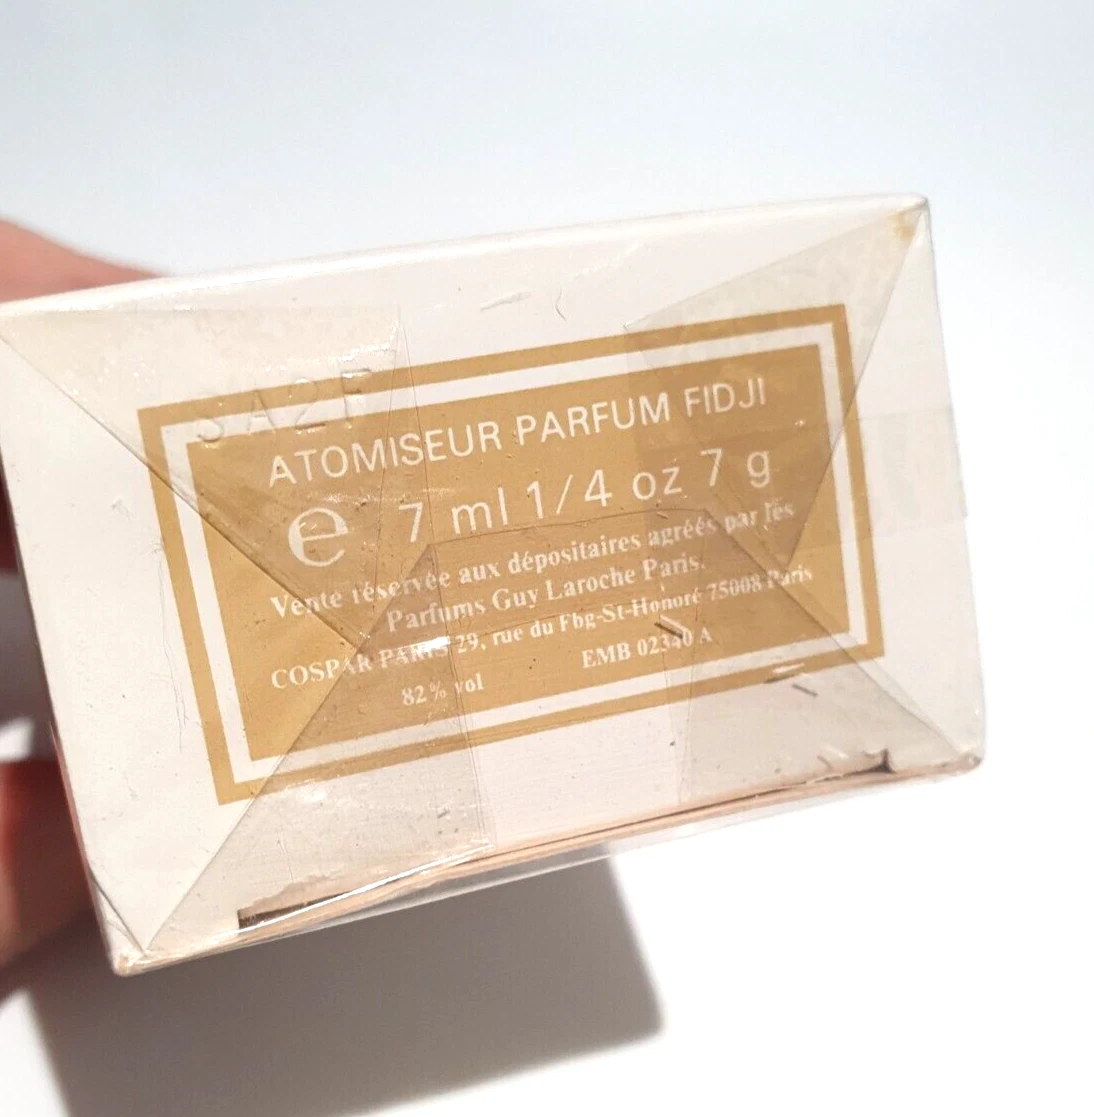 SA2F
ATOMISEUR PARFUM FIDJI
e 7 ml 1/4 oz 7 g
Vente réservée aux dépositaires agréés par les
Parfums Guy Laroche Paris.
COSPAR PARIS 29, rue du Fbg-St-Honoré 75008 Paris
82% vol EMB 02340 A